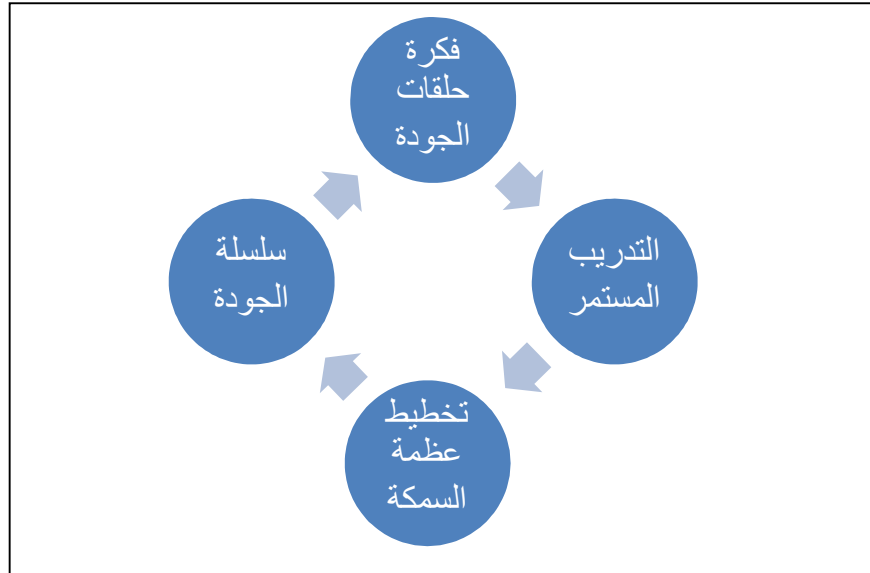 فكرة
حلقات
الجودة
التدريب
المستمر
تخطيط
عظمة
السمكة
سلسلة
الجودة